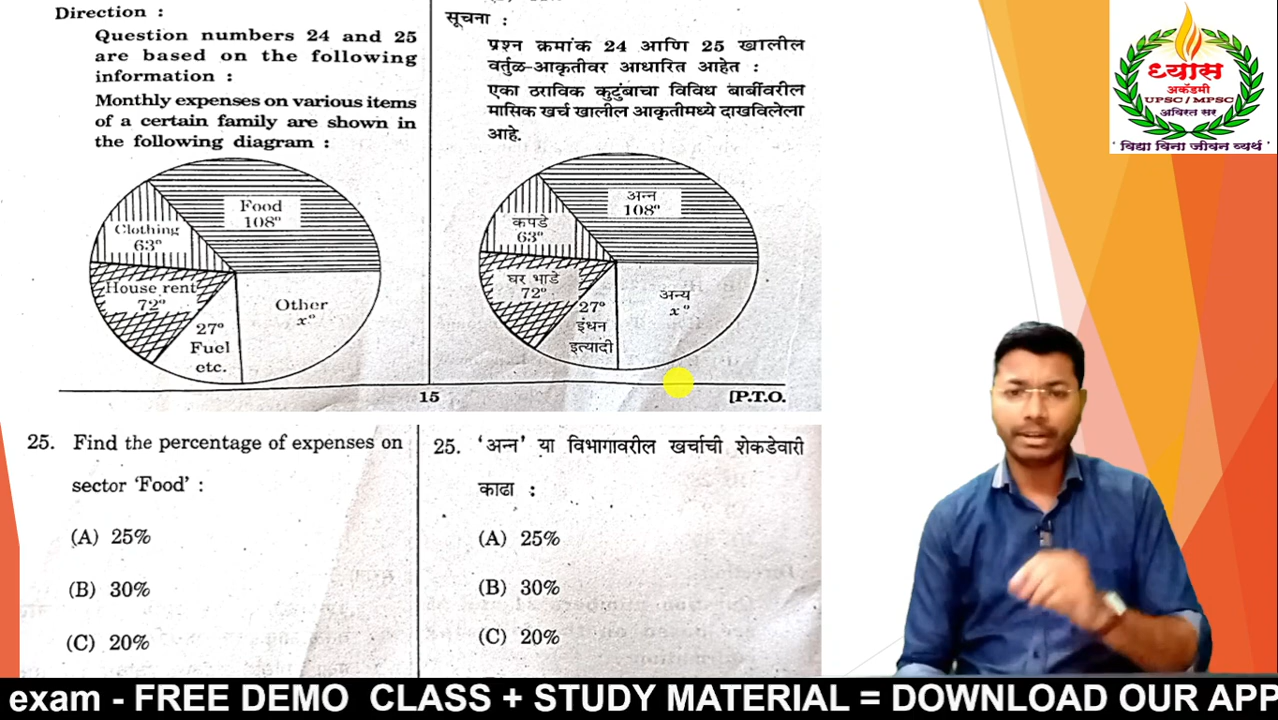 Direction :
Question numbers 24 and 25
are based on the following
information :
Monthly expenses on various items
of a certain family are shown in
the following diagram :
Food
108°
Clothing
63°
House rent
72°
27°
Fuel
etc.
Other
x°
सूचना :
प्रश्न क्रमांक 24 आणि 25 खालील
वर्तुळ-आकृतीवर आधारित आहेत :
एका ठराविक कुटुंबाचा विविध बाबींवरील
मासिक खर्च खालील आकृतीमध्ये दाखविलेला
आहे.
अन्न
108°
कपडे
63°
घर भाडे
72°
27°
इंधन
इत्यादी
अन्य
x°
15
[P.T.O.
25. Find the percentage of expenses on
sector 'Food' :
(A) 25%
(B) 30%
(C) 20%
25. 'अन्न' या विभागावरील खर्चाची शेकडेवारी
काढा :
(A) 25%
(B) 30%
(C) 20%
ध्यास
अकॅडमी
UPSC / MPSC
अविरत सर
' विद्या विना जीवन व्यर्थ '
exam - FREE DEMO CLASS + STUDY MATERIAL = DOWNLOAD OUR APP